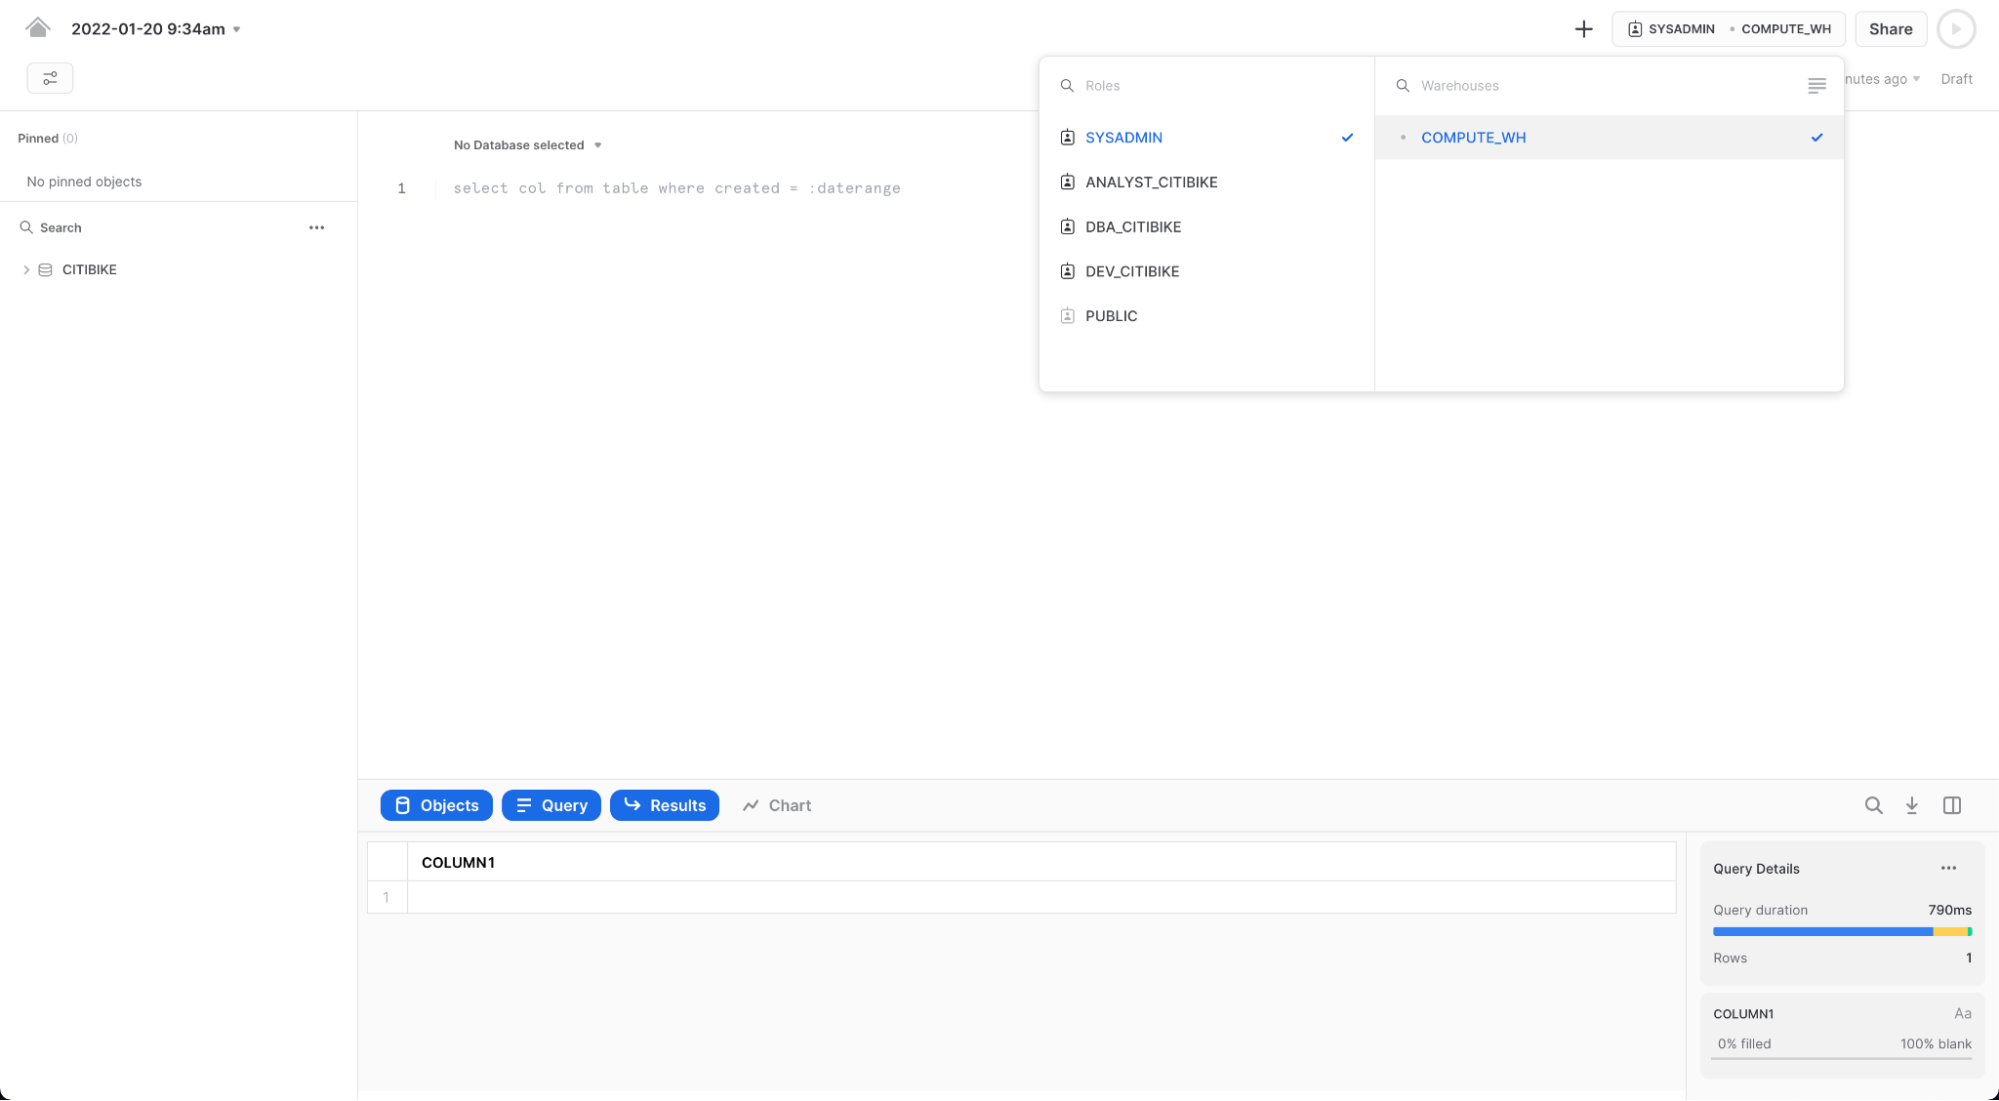 2022-01-20 9:34am
SYSADMIN • COMPUTE_WH
Share
nutes ago
Draft
Pinned (0)
No pinned objects
Search
CITIBIKE
No Database selected
1 select col from table where created = :daterange
Roles
SYSADMIN
ANALYST_CITIBIKE
DBA_CITIBIKE
DEV_CITIBIKE
PUBLIC
Warehouses
COMPUTE_WH
Objects
Query
Results
Chart
COLUMN1
1
Query Details
Query duration 790ms
Rows 1
COLUMN1 Aa
0% filled 100% blank